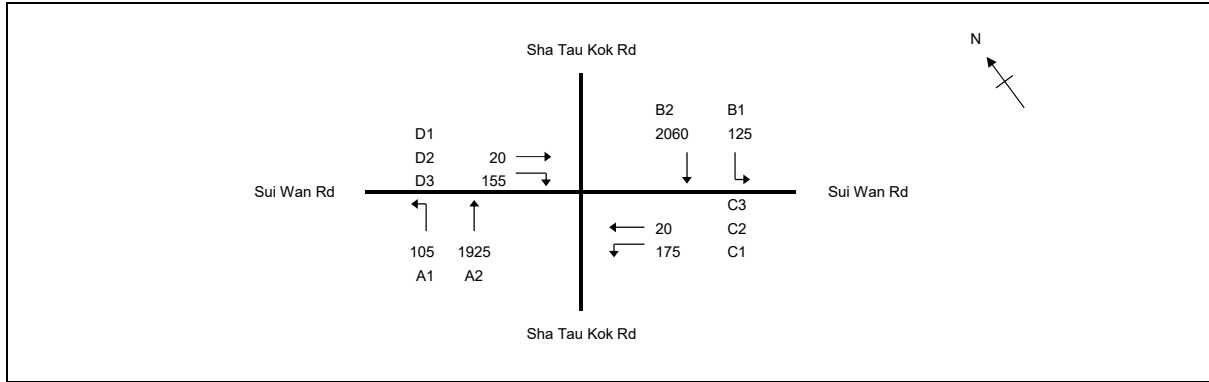 Sha Tau Kok Rd
N
B2 B1
D1 2060 125
D2 20
D3 155
Sui Wan Rd Sui Wan Rd
C3
20 C2
105 1925 175 C1
A1 A2
Sha Tau Kok Rd